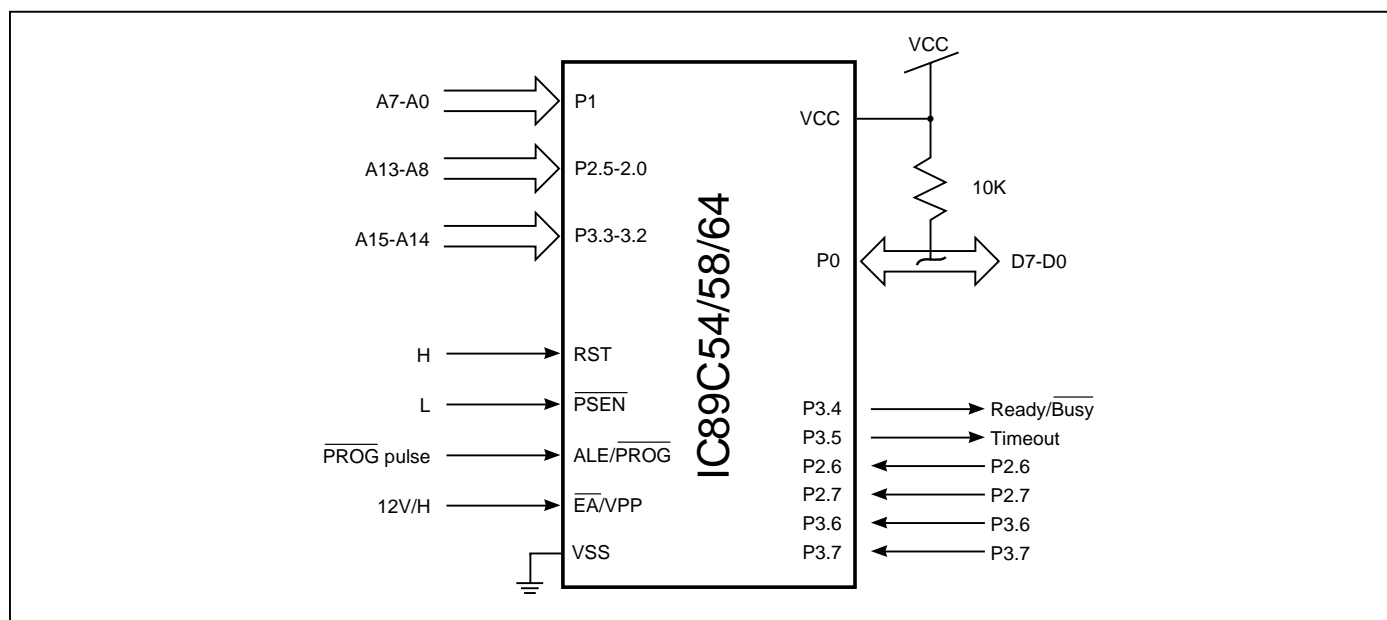 VCC
A7-A0
P1
VCC
A13-A8
P2.5-2.0
10K
A15-A14
P3.3-3.2
P0
D7-D0
IC89C54/58/64
H
RST
L
PSEN
P3.4
Ready/Busy
P3.5
Timeout
PROG pulse
ALE/PROG
P2.6
P2.6
P2.7
P2.7
12V/H
EA/VPP
P3.6
P3.6
VSS
P3.7
P3.7